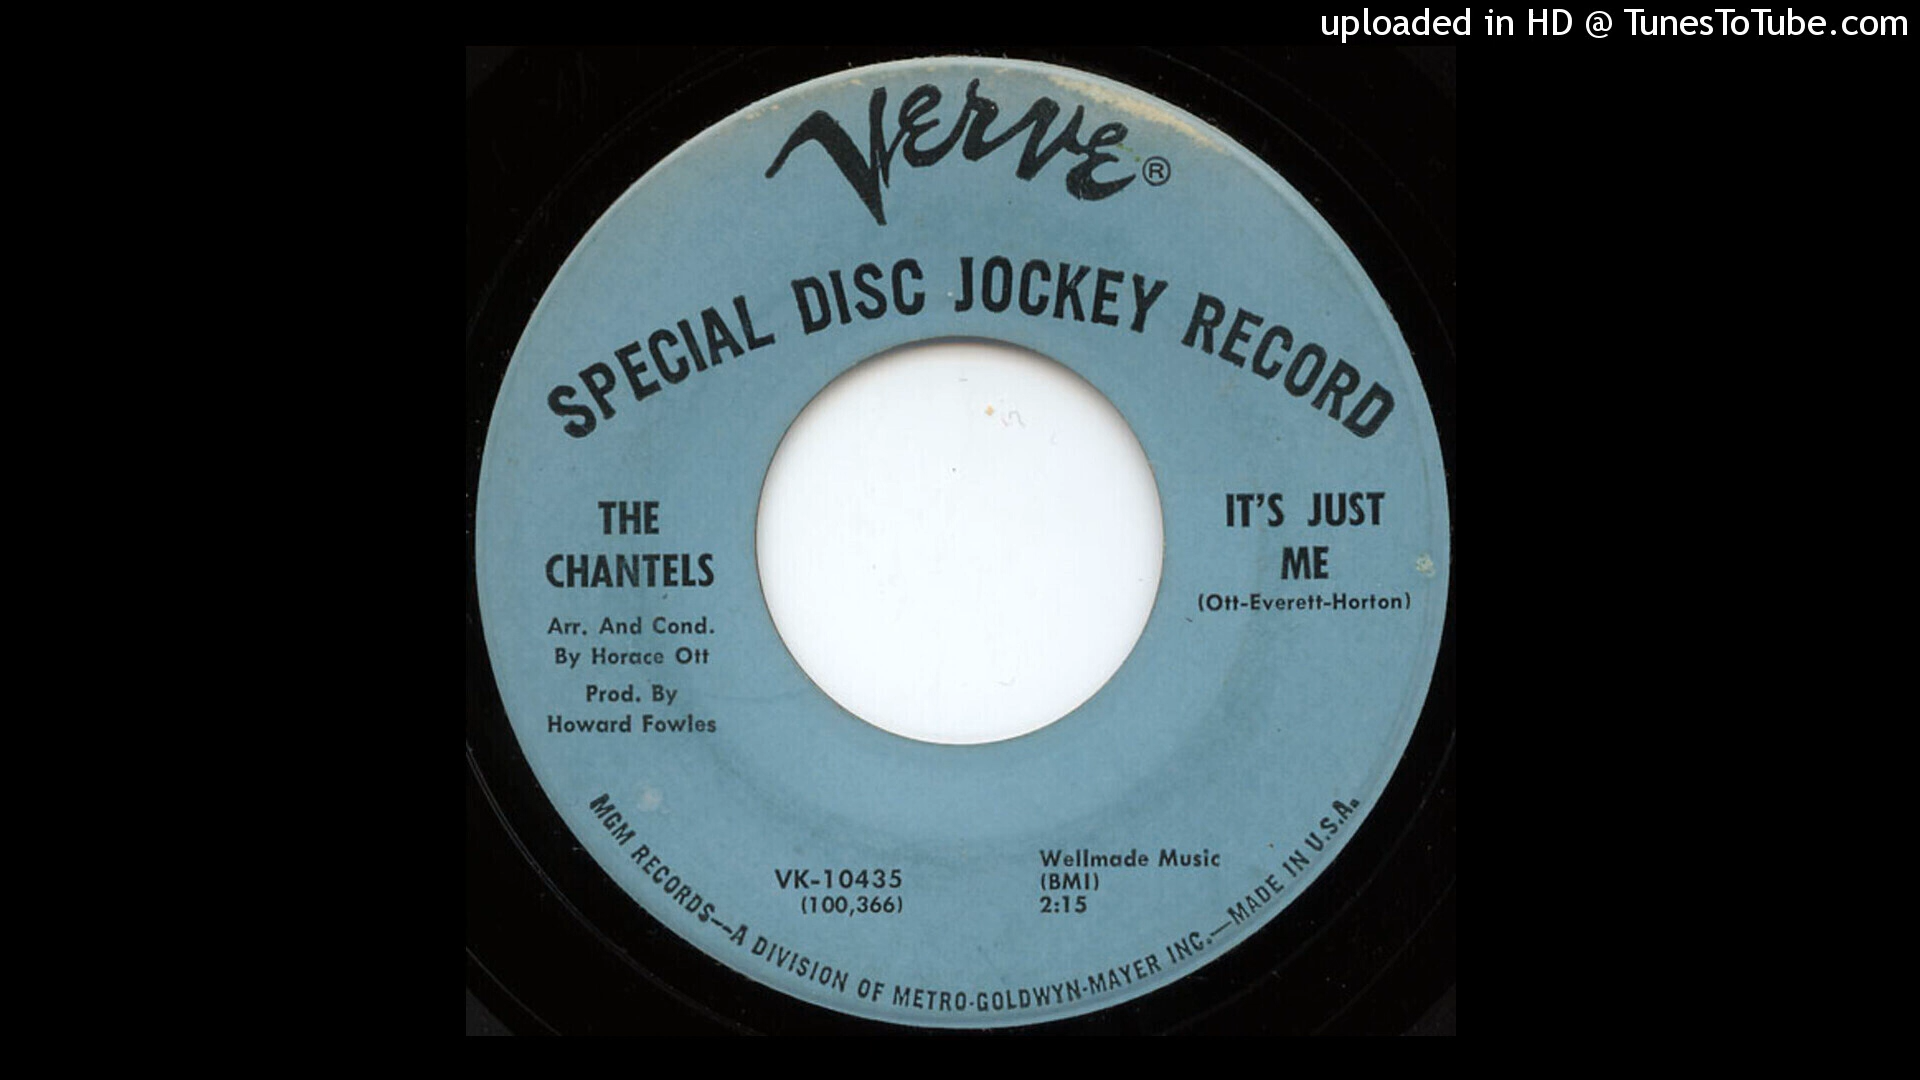 uploaded in HD @ TunesToTube.com
Verve®
SPECIAL DISC JOCKEY RECORD
THE
CHANTELS
Arr. And Cond.
By Horace Ott
Prod. By
Howard Fowles
IT'S JUST
ME
(Ott-Everett-Horton)
VK-10435
(100,366)
Wellmade Music
(BMI)
2:15
MGM RECORDS—A DIVISION OF METRO-GOLDWYN-MAYER INC.—MADE IN U.S.A.